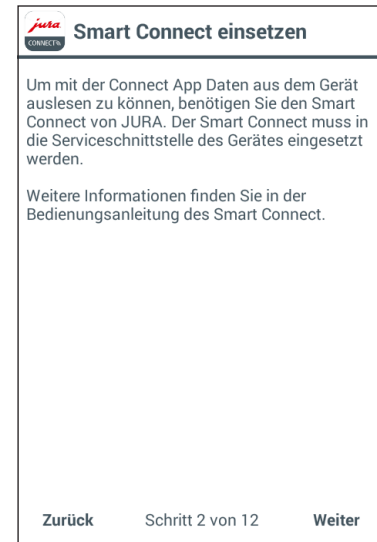 jura
CONNECT
Smart Connect einsetzen
Um mit der Connect App Daten aus dem Gerät
auslesen zu können, benötigen Sie den Smart
Connect von JURA. Der Smart Connect muss in
die Serviceschnittstelle des Gerätes eingesetzt
werden.
Weitere Informationen finden Sie in der
Bedienungsanleitung des Smart Connect.
Zurück Schritt 2 von 12 Weiter